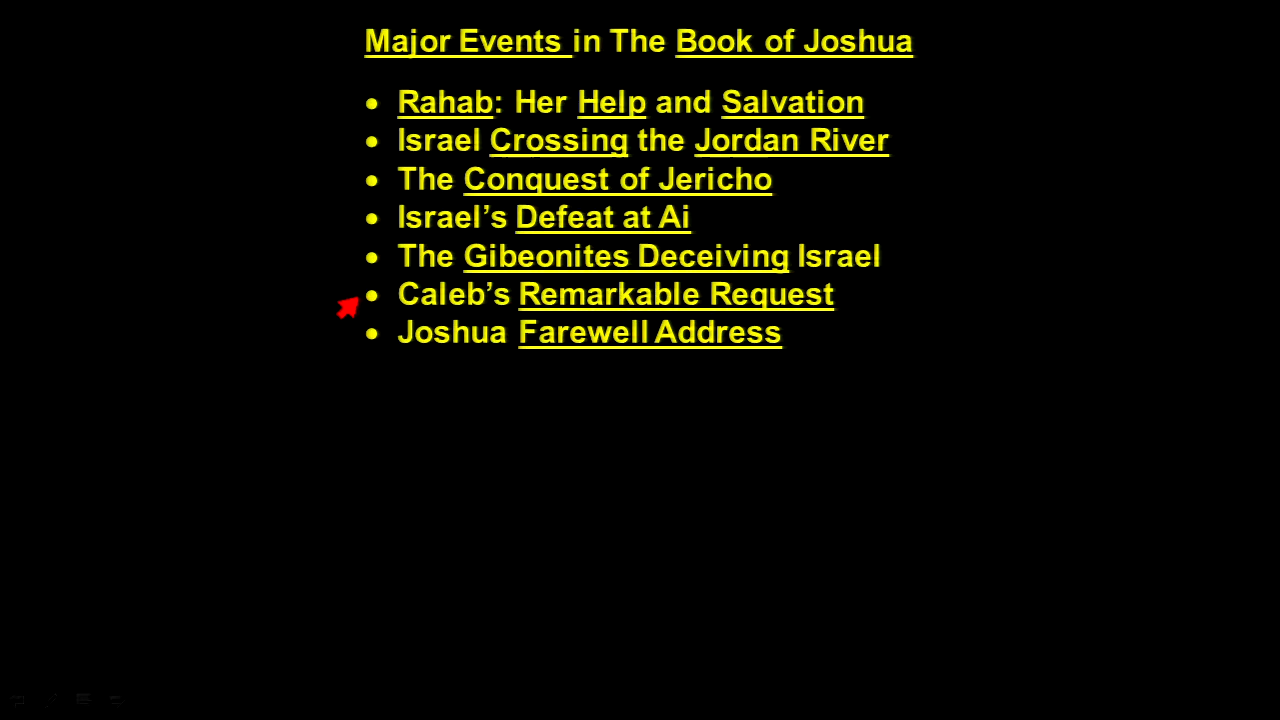 Major Events in The Book of Joshua
• Rahab: Her Help and Salvation
• Israel Crossing the Jordan River
• The Conquest of Jericho
• Israel’s Defeat at Ai
• The Gibeonites Deceiving Israel
• Caleb’s Remarkable Request
• Joshua Farewell Address